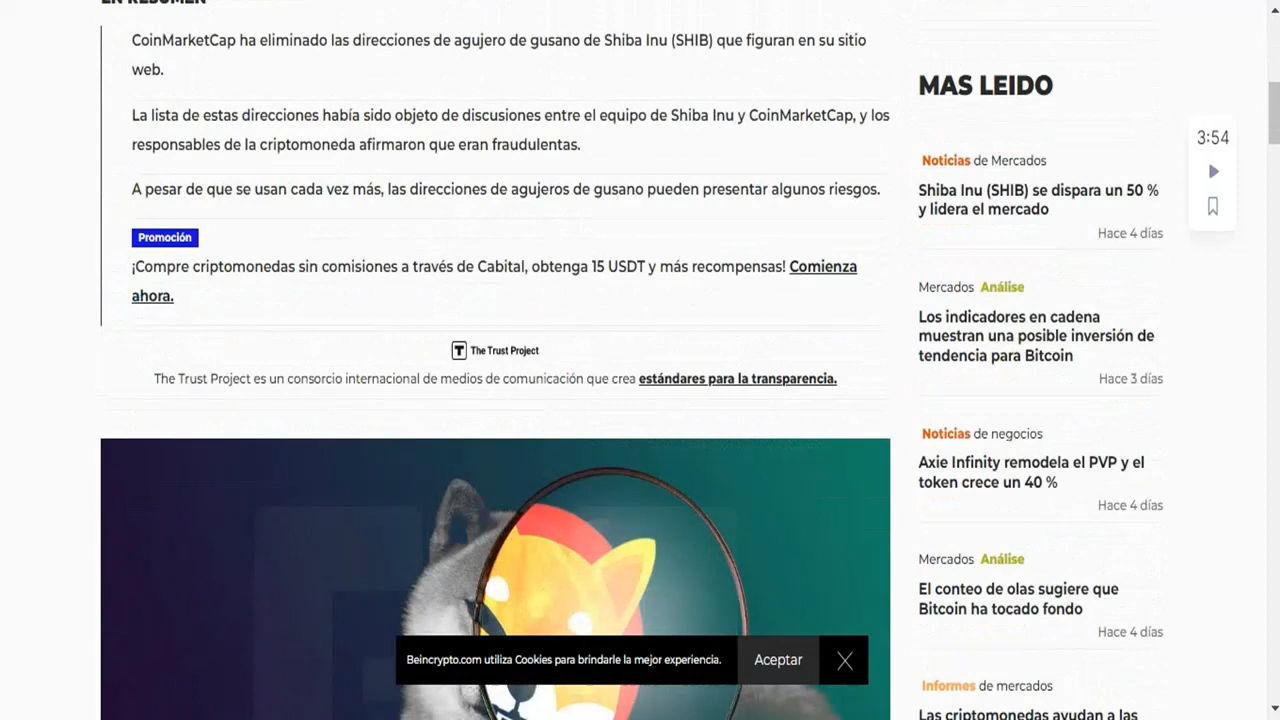 EN RESUMEN
CoinMarketCap ha eliminado las direcciones de agujero de gusano de Shiba Inu (SHIB) que figuran en su sitio
web.
La lista de estas direcciones había sido objeto de discusiones entre el equipo de Shiba Inu y CoinMarketCap, y los
responsables de la criptomoneda afirmaron que eran fraudulentas.
A pesar de que se usan cada vez más, las direcciones de agujeros de gusano pueden presentar algunos riesgos.
Promoción
¡Compre criptomonedas sin comisiones a través de Cabital, obtenga 15 USDT y más recompensas! Comienza
ahora.
The Trust Project
The Trust Project es un consorcio internacional de medios de comunicación que crea estándares para la transparencia.
Beincrypto.com utiliza Cookies para brindarle la mejor experiencia.
Aceptar
MAS LEIDO
Noticias de Mercados
Shiba Inu (SHIB) se dispara un 50 %
y lidera el mercado
Hace 4 días
Mercados Análise
Los indicadores en cadena
muestran una posible inversión de
tendencia para Bitcoin
Hace 3 días
Noticias de negocios
Axie Infinity remodela el PVP y el
token crece un 40 %
Hace 4 días
Mercados Análise
El conteo de olas sugiere que
Bitcoin ha tocado fondo
Hace 4 días
Informes de mercados
Las criptomonedas ayudan a las
3:54